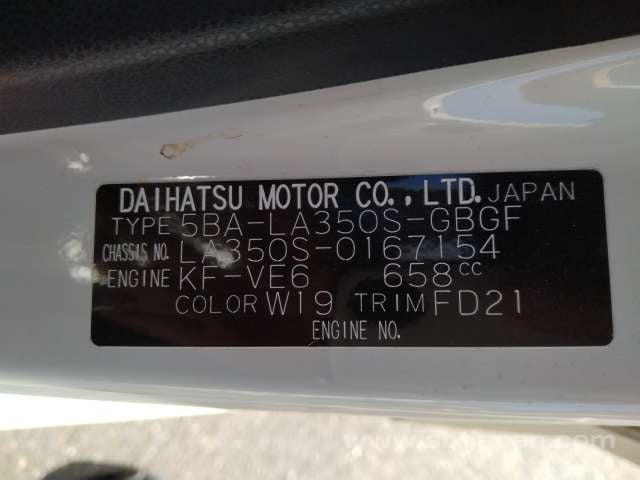 DAIHATSU MOTOR CO., LTD. JAPAN
TYPE 5BA-LA350S-GBGF
CHASSIS NO. LA350S-0167154
ENGINE KF-VE6 658CC
COLOR W19 TRIM FD21
ENGINE NO.